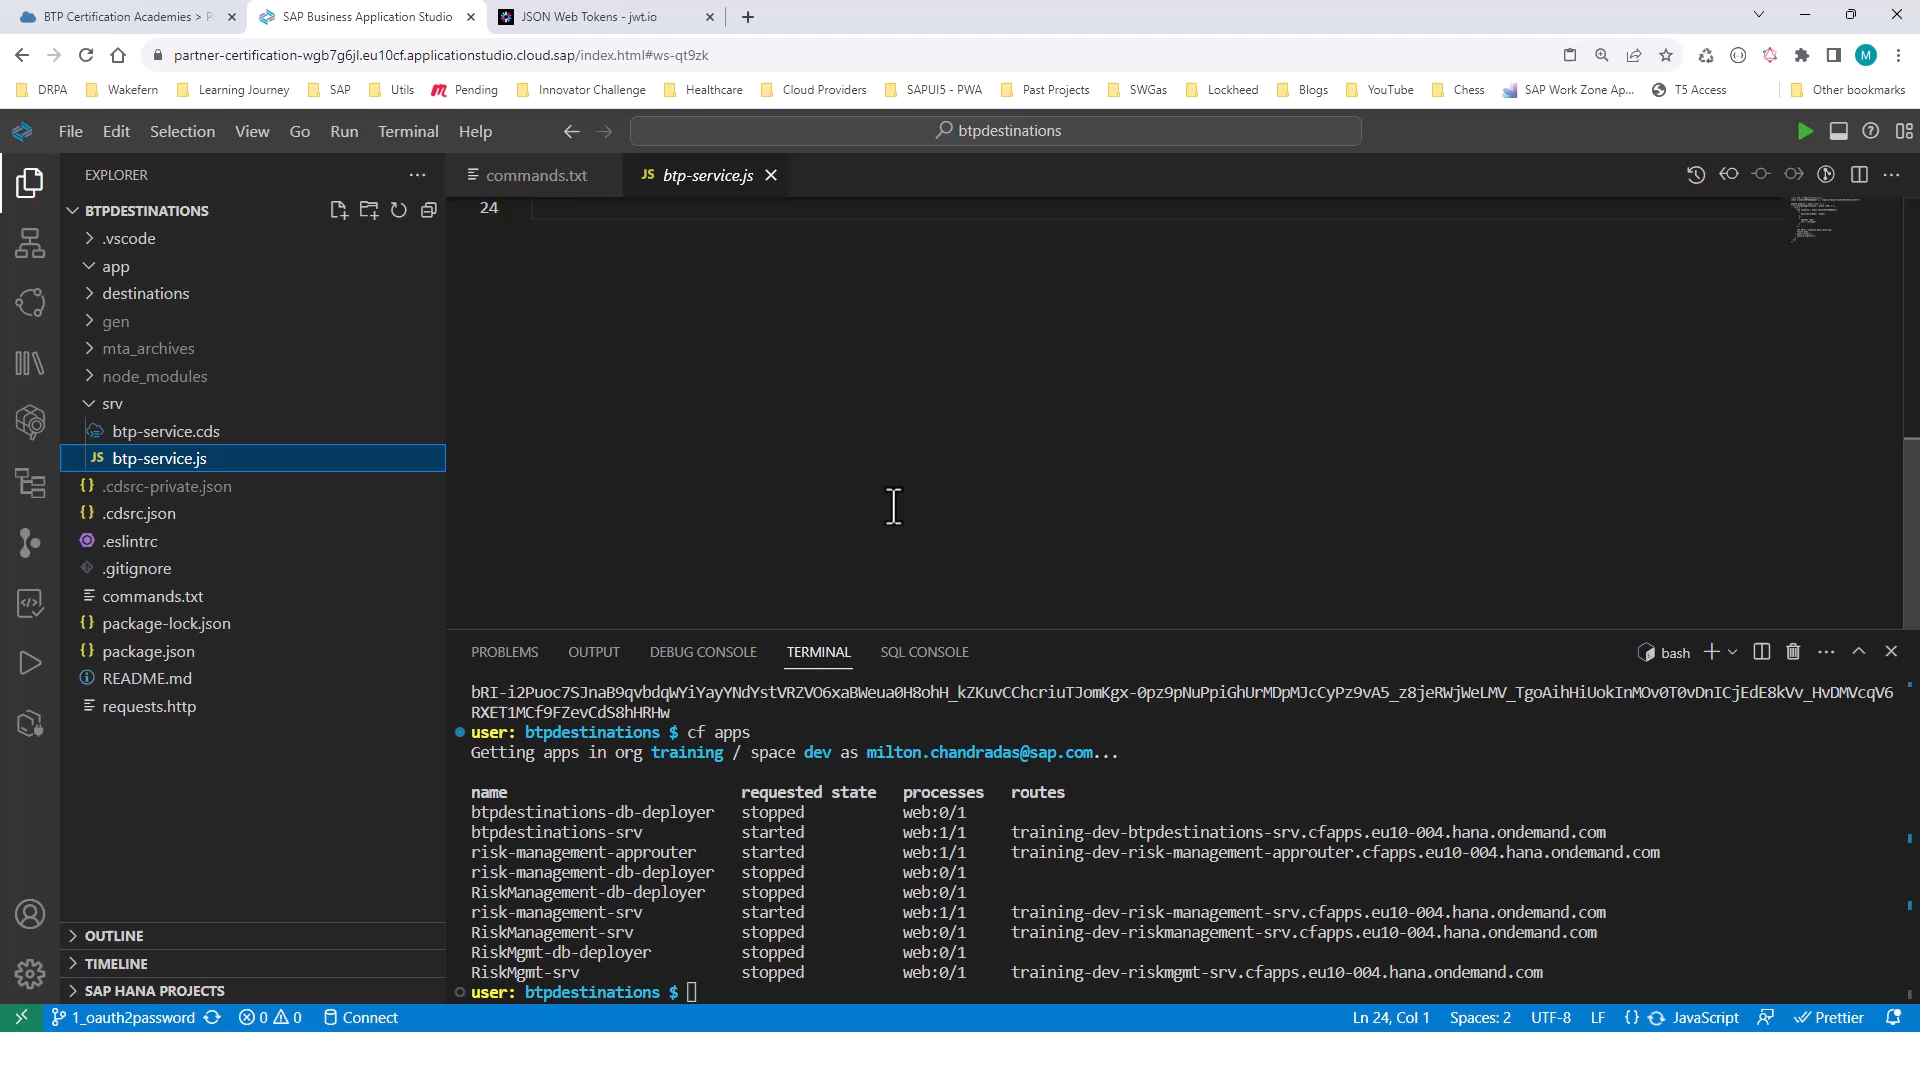 BTP Certification Academies >
SAP Business Application Studio
JSON Web Tokens - jwt.io
partner-certification-wgb7g6jl.eu10cf.applicationstudio.cloud.sap/index.html#ws-qt9zk
M
DRPA
Wakefern
Learning Journey
SAP
Utils
Pending
Innovator Challenge
Healthcare
Cloud Providers
SAPUI5 - PWA
Past Projects
SWGas
Lockheed
Blogs
YouTube
Chess
SAP Work Zone Ap...
T5 Access
Other bookmarks
File
Edit
Selection
View
Go
Run
Terminal
Help
btpdestinations
EXPLORER
BTPDESTINATIONS
.vscode
app
destinations
gen
mta_archives
node_modules
srv
btp-service.cds
JS btp-service.js
{} .cdsrc-private.json
{} .cdsrc.json
.eslintrc
.gitignore
commands.txt
{} package-lock.json
{} package.json
README.md
requests.http
OUTLINE
TIMELINE
SAP HANA PROJECTS
commands.txt
JS btp-service.js
24
PROBLEMS
OUTPUT
DEBUG CONSOLE
TERMINAL
SQL CONSOLE
bash
bRI-i2Puoc7SJnaB9qvbdqWYiYayYNdYstVRZVO6xaBWeua0H8ohH_kZKuvCChcriuTJomKgx-0pz9pNuPpiGhUrMDpMJcCyPz9vA5_z8jeRWjWeLMV_TgoAihHiUokInMOv0T0vDnICjEdE8kVv_HvDMVcqV6
RXET1MCf9FZevCdS8hHRHw
user: btpdestinations $ cf apps
Getting apps in org training / space dev as milton.chandradas@sap.com...
name requested state processes routes
btpdestinations-db-deployer stopped web:0/1
btpdestinations-srv started web:1/1 training-dev-btpdestinations-srv.cfapps.eu10-004.hana.ondemand.com
risk-management-approuter started web:1/1 training-dev-risk-management-approuter.cfapps.eu10-004.hana.ondemand.com
risk-management-db-deployer stopped web:0/1
RiskManagement-db-deployer stopped web:0/1
risk-management-srv started web:1/1 training-dev-risk-management-srv.cfapps.eu10-004.hana.ondemand.com
RiskManagement-srv stopped web:0/1 training-dev-riskmanagement-srv.cfapps.eu10-004.hana.ondemand.com
RiskMgmt-db-deployer stopped web:0/1
RiskMgmt-srv stopped web:0/1 training-dev-riskmgmt-srv.cfapps.eu10-004.hana.ondemand.com
user: btpdestinations $
1_oauth2password
0
0
Connect
Ln 24, Col 1
Spaces: 2
UTF-8
LF
{}
JavaScript
Prettier